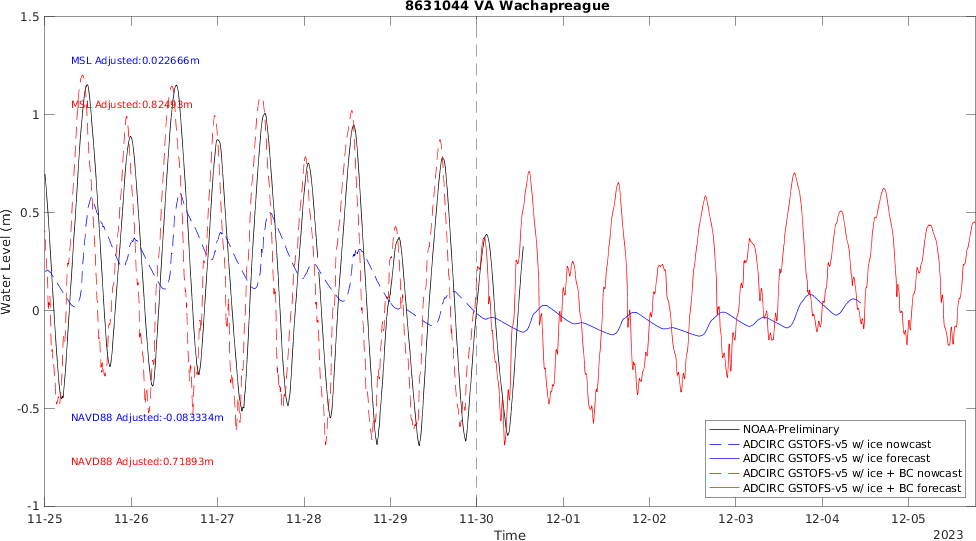 8631044 VA Wachapreague
1.5
1
0.5
0
-0.5
-1
Water Level (m)
MSL Adjusted:0.022666m
MSL Adjusted:0.82493m
NAVD88 Adjusted:-0.083334m
NAVD88 Adjusted:0.71893m
NOAA-Preliminary
ADCIRC GSTOFS-v5 w/ ice nowcast
ADCIRC GSTOFS-v5 w/ ice forecast
ADCIRC GSTOFS-v5 w/ ice + BC nowcast
ADCIRC GSTOFS-v5 w/ ice + BC forecast
11-25 11-26 11-27 11-28 11-29 11-30 12-01 12-02 12-03 12-04 12-05
Time
2023